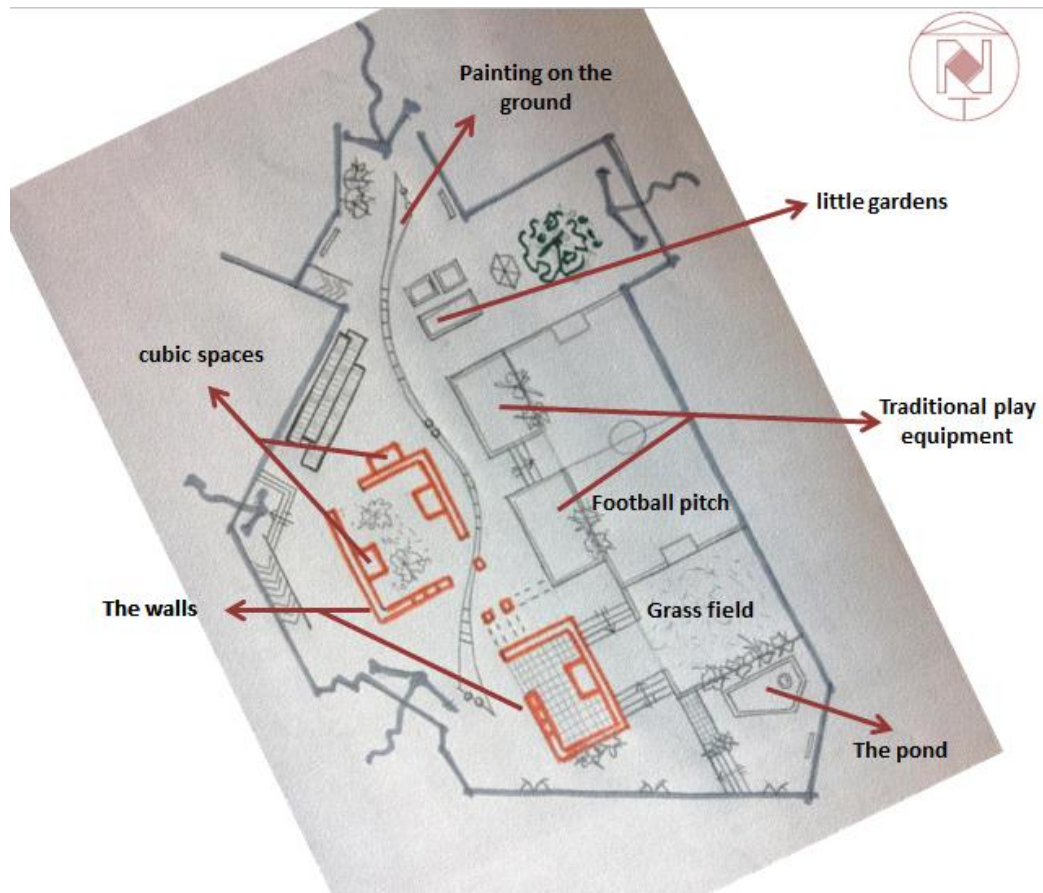 Painting on the
ground
little gardens
cubic spaces
Traditional play
equipment
Football pitch
The walls
Grass field
The pond